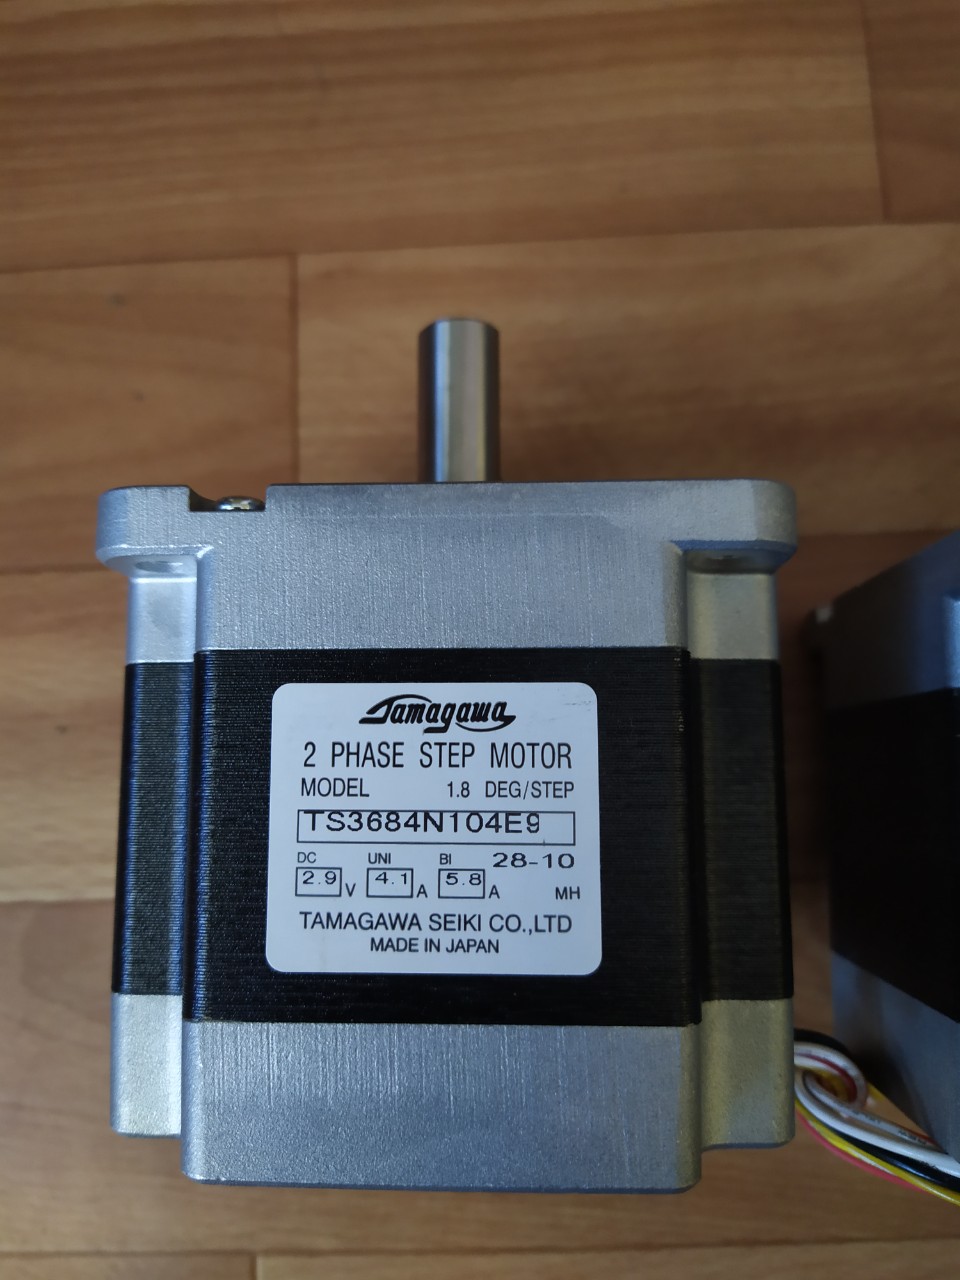 Tamagawa
2 PHASE STEP MOTOR
MODEL 1.8 DEG/STEP
TS3684N104E9
DC UNI BI 28-10
2.9 V 4.1 A 5.8 A MH
TAMAGAWA SEIKI CO.,LTD
MADE IN JAPAN